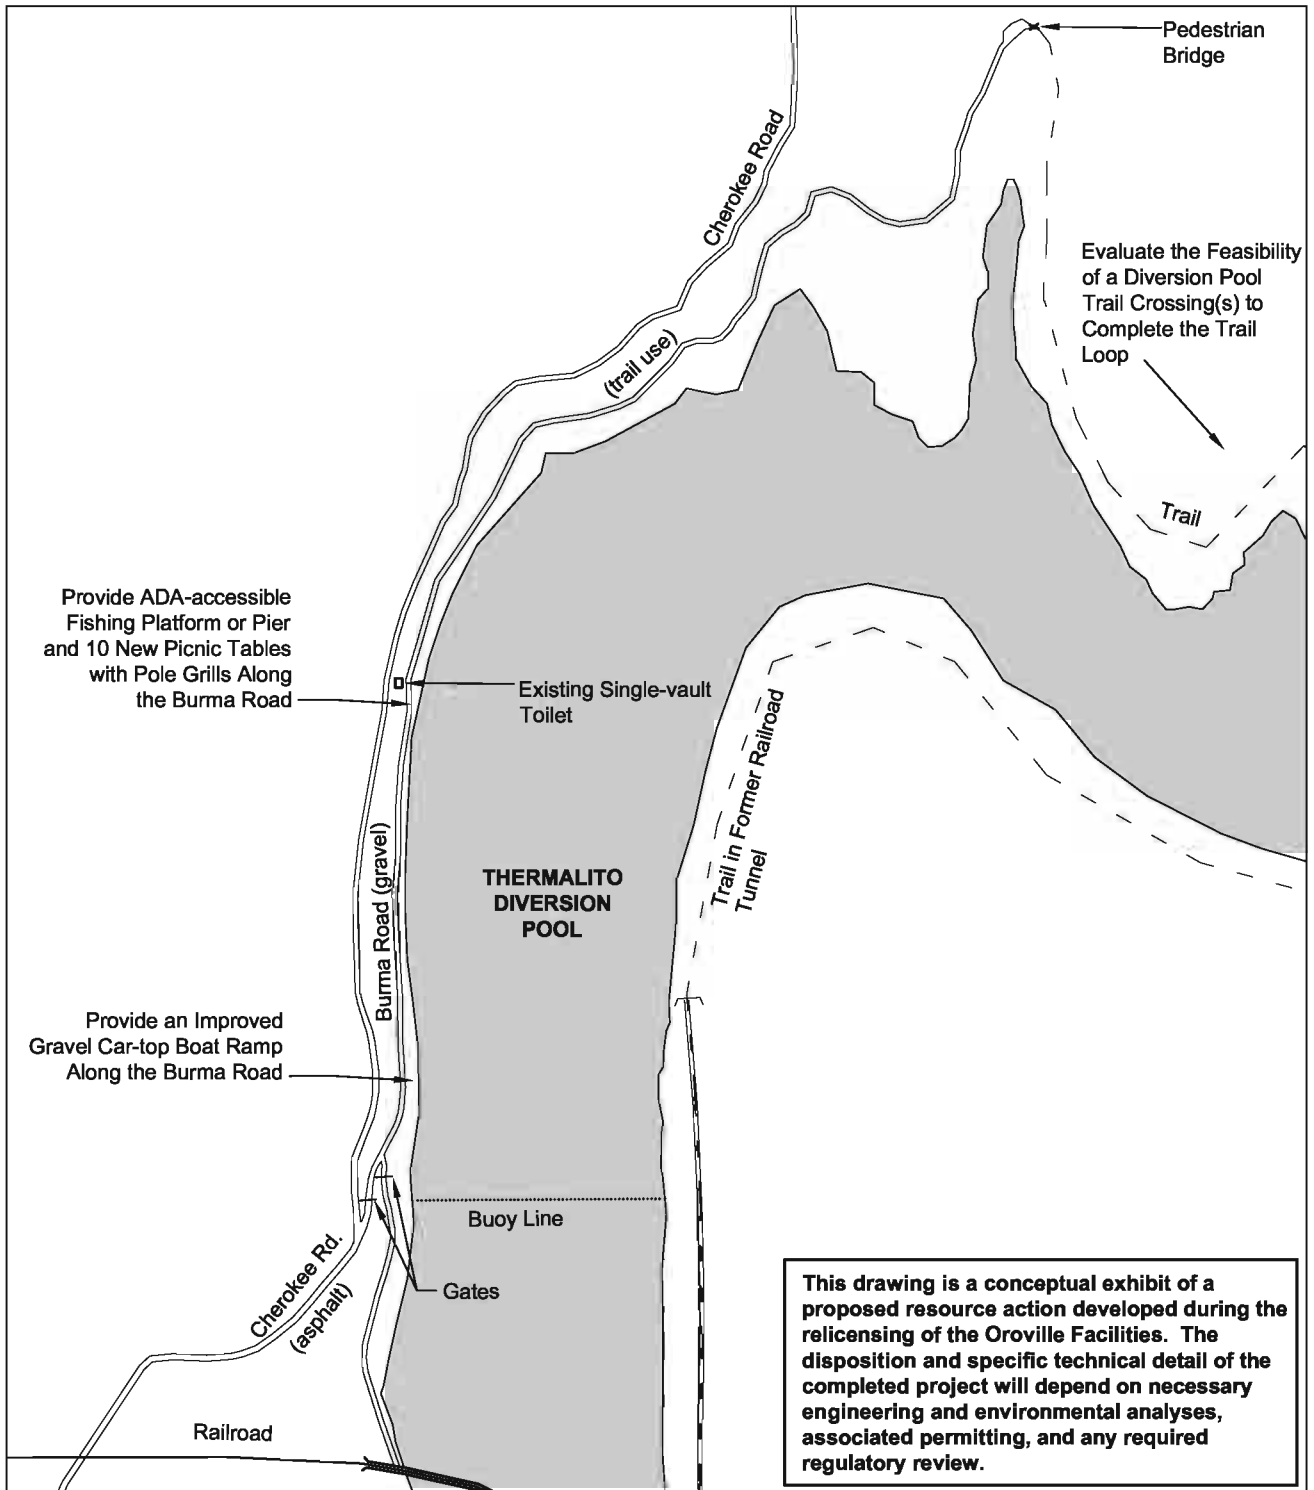 Pedestrian
Bridge
Cherokee Road
Evaluate the Feasibility
of a Diversion Pool
Trail Crossing(s) to
Complete the Trail
Loop
(trail use)
Trail
Provide ADA-accessible
Fishing Platform or Pier
and 10 New Picnic Tables
with Pole Grills Along
the Burma Road
Existing Single-vault
Toilet
Trail in Former Railroad
Tunnel
Burma Road (gravel)
THERMALITO
DIVERSION
POOL
Provide an Improved
Gravel Car-top Boat Ramp
Along the Burma Road
Buoy Line
Cherokee Rd.
(asphalt)
Gates
Railroad
This drawing is a conceptual exhibit of a
proposed resource action developed during the
relicensing of the Oroville Facilities. The
disposition and specific technical detail of the
completed project will depend on necessary
engineering and environmental analyses,
associated permitting, and any required
regulatory review.